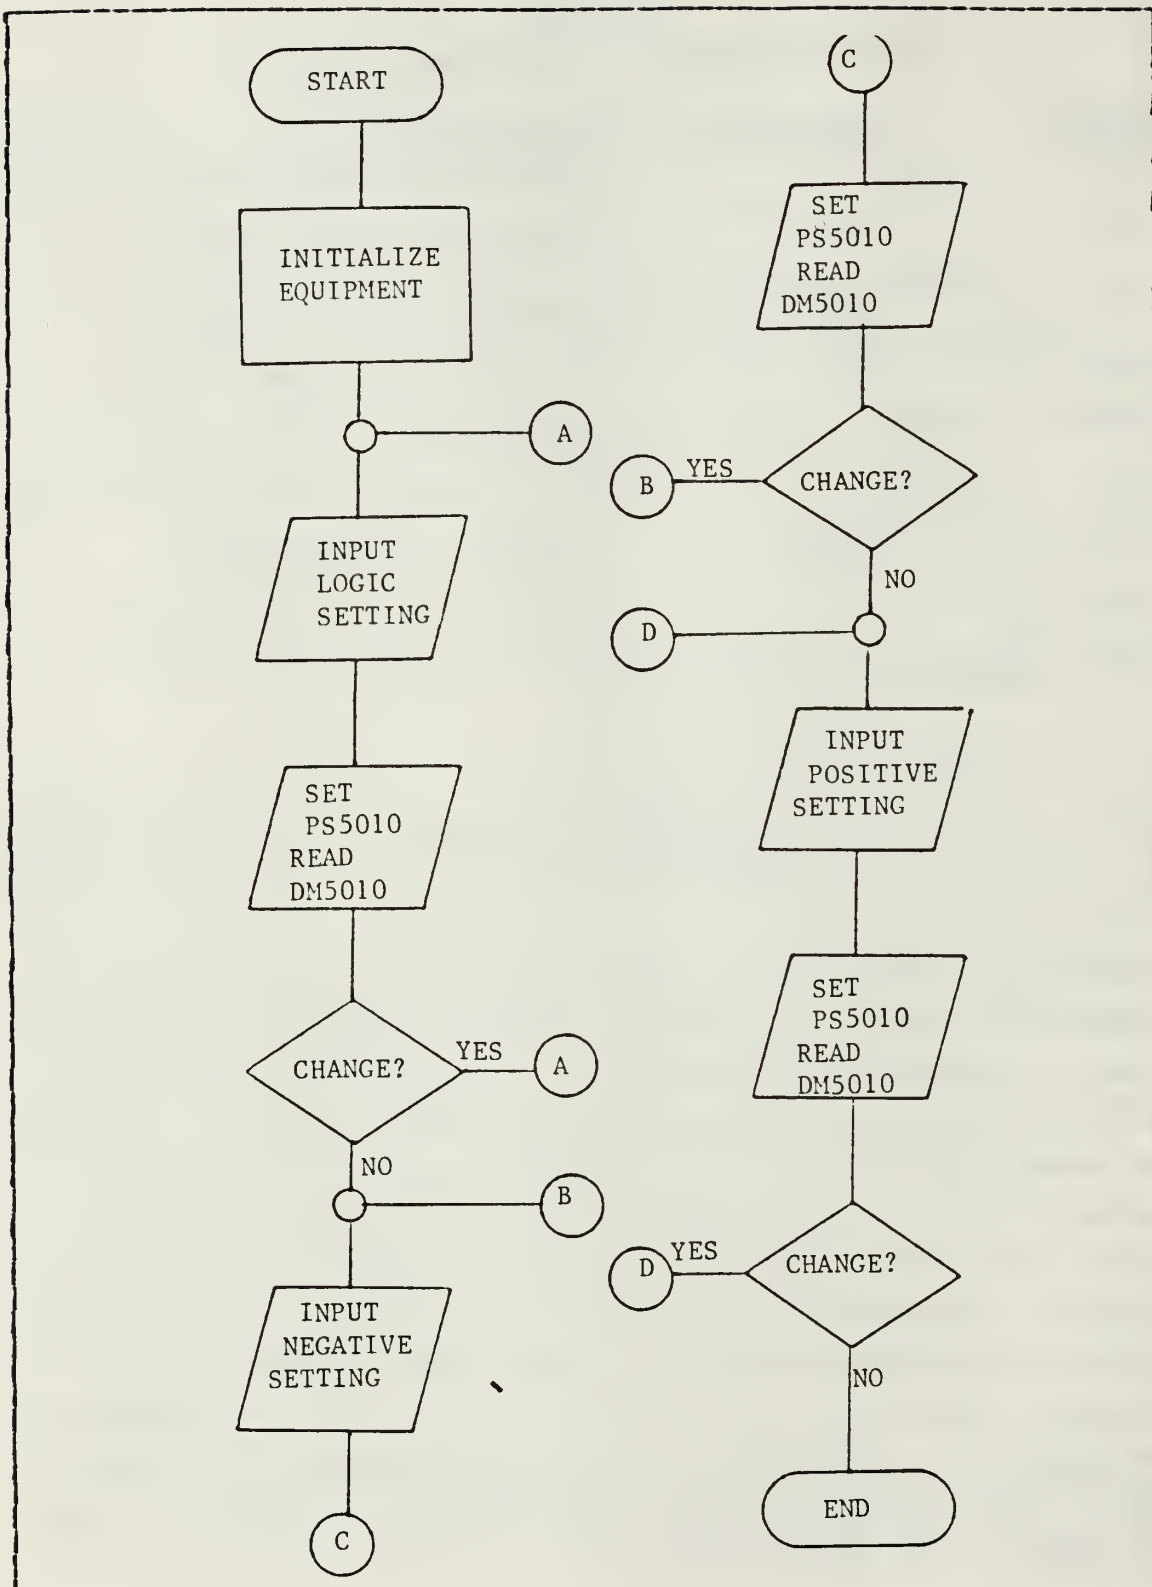 START
INITIALIZE
EQUIPMENT
A
INPUT
LOGIC
SETTING
SET
PS5010
READ
DM5010
CHANGE?
YES
A
NO
B
INPUT
NEGATIVE
SETTING
C
C
SET
PS5010
READ
DM5010
CHANGE?
YES
B
NO
D
INPUT
POSITIVE
SETTING
SET
PS5010
READ
DM5010
CHANGE?
YES
D
NO
END